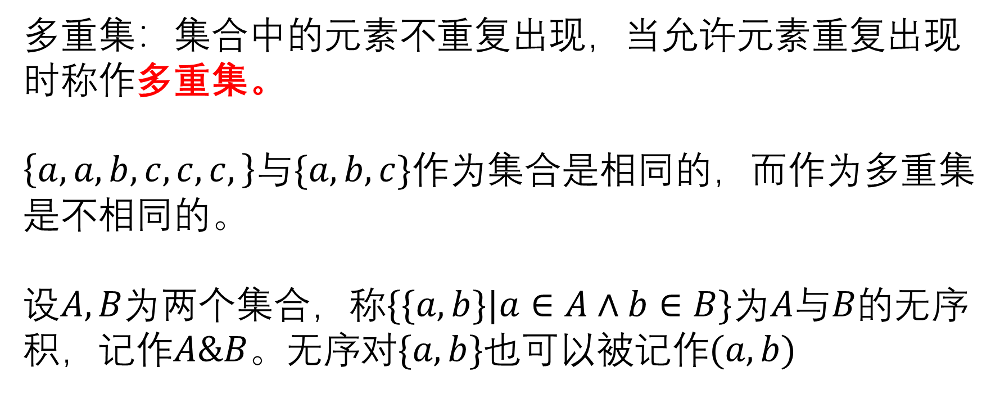 多重集：集合中的元素不重复出现，当允许元素重复出现
时称作多重集。
{a, a, b, c, c, c, }与{a, b, c}作为集合是相同的，而作为多重集
是不相同的。
设A, B为两个集合，称{{a, b}|a ∈ A ∧ b ∈ B}为A与B的无序
积，记作A&B。无序对{a, b}也可以被记作(a, b)